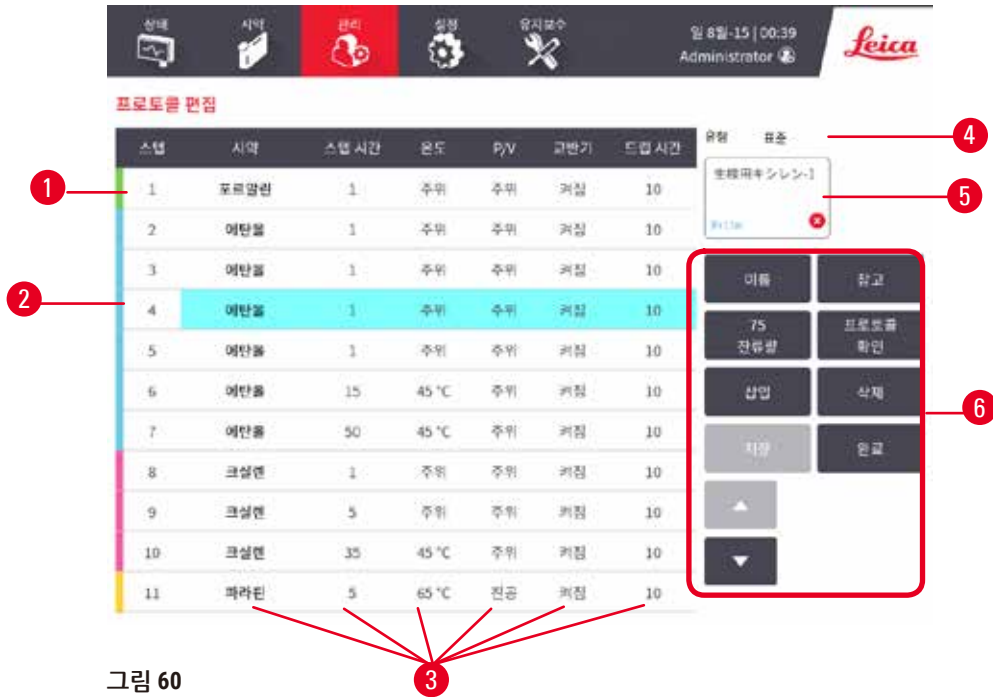 상태 시약 관리 설정 유지보수
일 8월-15 | 00:39
Administrator
Leica
프로토콜 편집
스텝 시약 스텝 시간 온도 P/V 교반기 드립 시간
1 포르말린 1 주위 주위 켜짐 10
2 에탄올 1 주위 주위 켜짐 10
3 에탄올 1 주위 주위 켜짐 10
4 에탄올 1 주위 주위 켜짐 10
5 에탄올 1 주위 주위 켜짐 10
6 에탄올 15 45 °C 주위 켜짐 10
7 에탄올 50 45 °C 주위 켜짐 10
8 크실렌 1 주위 주위 켜짐 10
9 크실렌 5 주위 주위 켜짐 10
10 크실렌 35 45 °C 주위 켜짐 10
11 파라핀 5 65 °C 진공 켜짐 10
유형 표준
生検用キシレン-1
이름 참고
75
잔류량
프로토콜
확인
삽입 삭제
저장 완료
1
2
3
4
5
6
그림 60